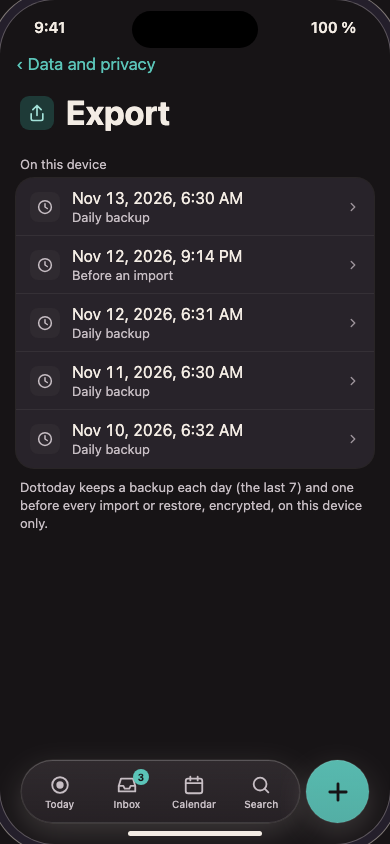 9:41
100 %
‹ Data and privacy
Export
On this device
Nov 13, 2026, 6:30 AM
Daily backup
Nov 12, 2026, 9:14 PM
Before an import
Nov 12, 2026, 6:31 AM
Daily backup
Nov 11, 2026, 6:30 AM
Daily backup
Nov 10, 2026, 6:32 AM
Daily backup
Dottoday keeps a backup each day (the last 7) and one
before every import or restore, encrypted, on this device
only.
3
Today
Inbox
Calendar
Search